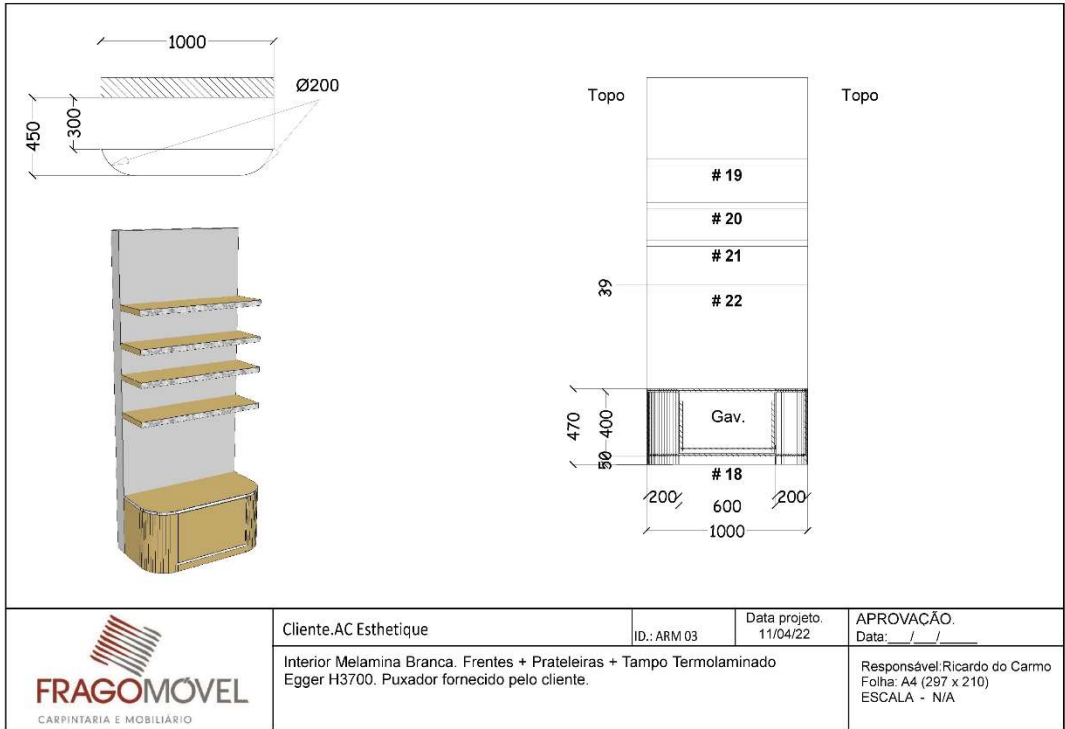 1000
Ø200
450
300
Topo
Topo
# 19
# 20
# 21
39
# 22
470
400
Gav.
50
# 18
200
200
600
1000
FRAGOMÓVEL
CARPINTARIA E MOBILIÁRIO
Cliente.AC Esthetique
ID.: ARM 03
Data projeto.
11/04/22
APROVAÇÃO.
Data:___/___/_____
Interior Melamina Branca. Frentes + Prateleiras + Tampo Termolaminado
Egger H3700. Puxador fornecido pelo cliente.
Responsável:Ricardo do Carmo
Folha: A4 (297 x 210)
ESCALA - N/A